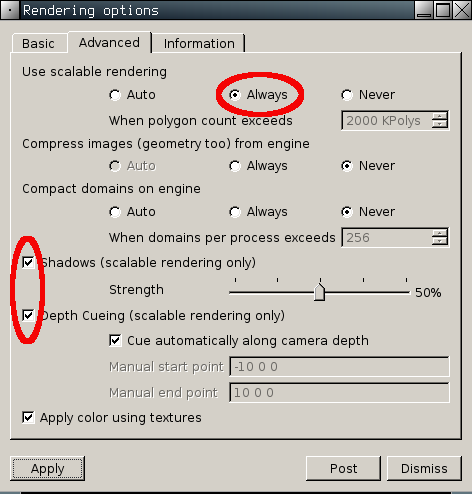 Rendering options
Basic Advanced Information
Use scalable rendering
Auto Always Never
When polygon count exceeds 2000 KPolys
Compress images (geometry too) from engine
Auto Always Never
Compact domains on engine
Auto Always Never
When domains per process exceeds 256
Shadows (scalable rendering only)
Strength 50%
Depth Cueing (scalable rendering only)
Cue automatically along camera depth
Manual start point -10 0 0
Manual end point 10 0 0
Apply color using textures
Apply Post Dismiss